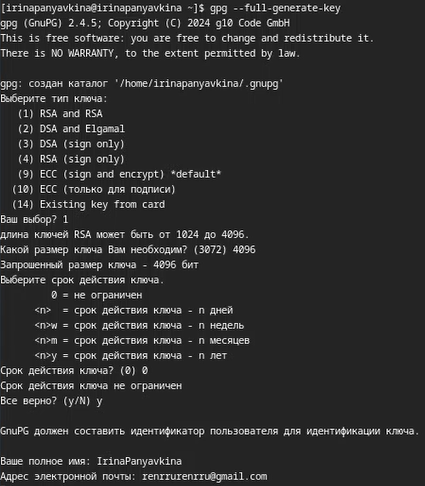 [irinapanyavkina@irinapanyavkina ~]$ gpg --full-generate-key
gpg (GnuPG) 2.4.5; Copyright (C) 2024 g10 Code GmbH
This is free software: you are free to change and redistribute it.
There is NO WARRANTY, to the extent permitted by law.
gpg: создан каталог '/home/irinapanyavkina/.gnupg'
Выберите тип ключа:
(1) RSA and RSA
(2) DSA and Elgamal
(3) DSA (sign only)
(4) RSA (sign only)
(9) ECC (sign and encrypt) *default*
(10) ECC (только для подписи)
(14) Existing key from card
Ваш выбор? 1
длина ключей RSA может быть от 1024 до 4096.
Какой размер ключа Вам необходим? (3072) 4096
Запрошенный размер ключа - 4096 бит
Выберите срок действия ключа.
0 = не ограничен
<n> = срок действия ключа - n дней
<n>w = срок действия ключа - n недель
<n>m = срок действия ключа - n месяцев
<n>y = срок действия ключа - n лет
Срок действия ключа? (0) 0
Срок действия ключа не ограничен
Все верно? (y/N) y
GnuPG должен составить идентификатор пользователя для идентификации ключа.
Ваше полное имя: IrinaPanyavkina
Адрес электронной почты: renrrurenrru@gmail.com